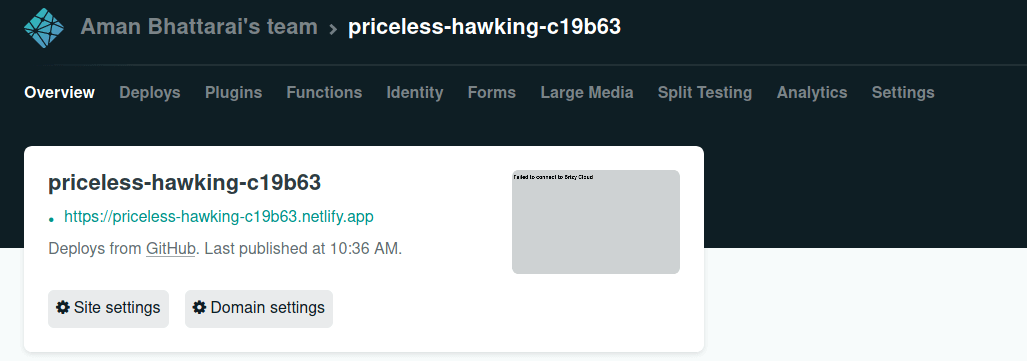 Aman Bhattarai's team > priceless-hawking-c19b63
Overview Deploys Plugins Functions Identity Forms Large Media Split Testing Analytics Settings
priceless-hawking-c19b63
Failed to connect to Brizy Cloud
• https://priceless-hawking-c19b63.netlify.app
Deploys from GitHub. Last published at 10:36 AM.
Site settings Domain settings